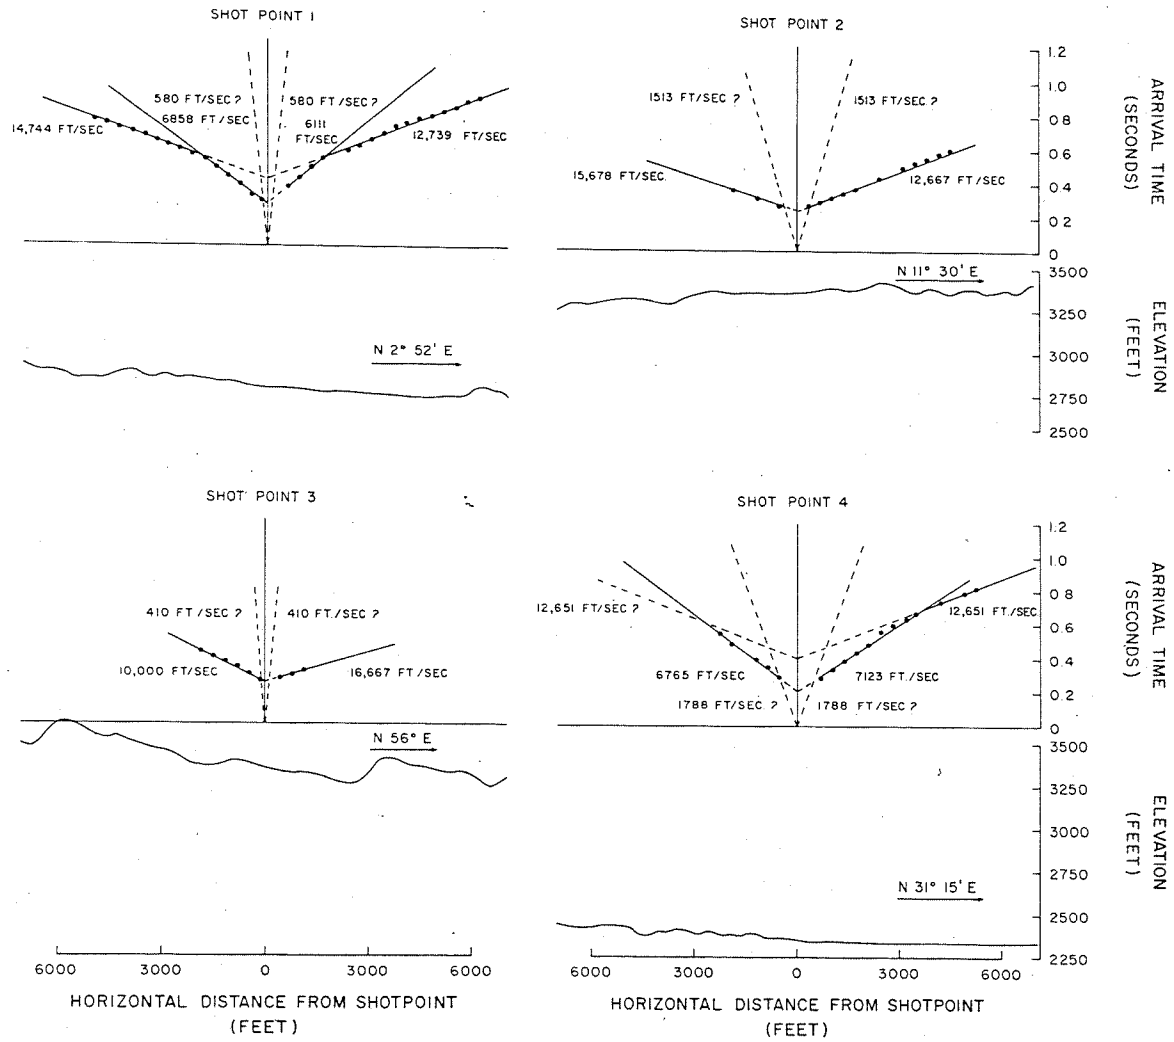 SHOT POINT 1
580 FT/SEC ?
580 FT/SEC ?
6858 FT/SEC
6111
FT/SEC
14,744 FT/SEC
12,739 FT/SEC
N 2° 52' E
SHOT POINT 2
1513 FT/SEC ?
1513 FT/SEC ?
15,678 FT/SEC.
12,667 FT/SEC
N 11° 30' E
1.2
1.0
0.8
0.6
0.4
0.2
0
ARRIVAL TIME
(SECONDS)
3500
3250
3000
2750
2500
ELEVATION
(FEET)
SHOT POINT 3
410 FT/SEC ?
410 FT./SEC ?
10,000 FT/SEC
16,667 FT/SEC
N 56° E
6000
3000
0
3000
6000
HORIZONTAL DISTANCE FROM SHOTPOINT
(FEET)
SHOT POINT 4
12,651 FT/SEC ?
12,651 FT/SEC
6765 FT/SEC
7123 FT./SEC
1788 FT/SEC. ?
1788 FT/SEC ?
N 31° 15' E
1.2
1.0
0.8
0.6
0.4
0.2
0
ARRIVAL TIME
(SECONDS)
3500
3250
3000
2750
2500
2250
ELEVATION
(FEET)
6000
3000
0
3000
6000
HORIZONTAL DISTANCE FROM SHOTPOINT
(FEET)